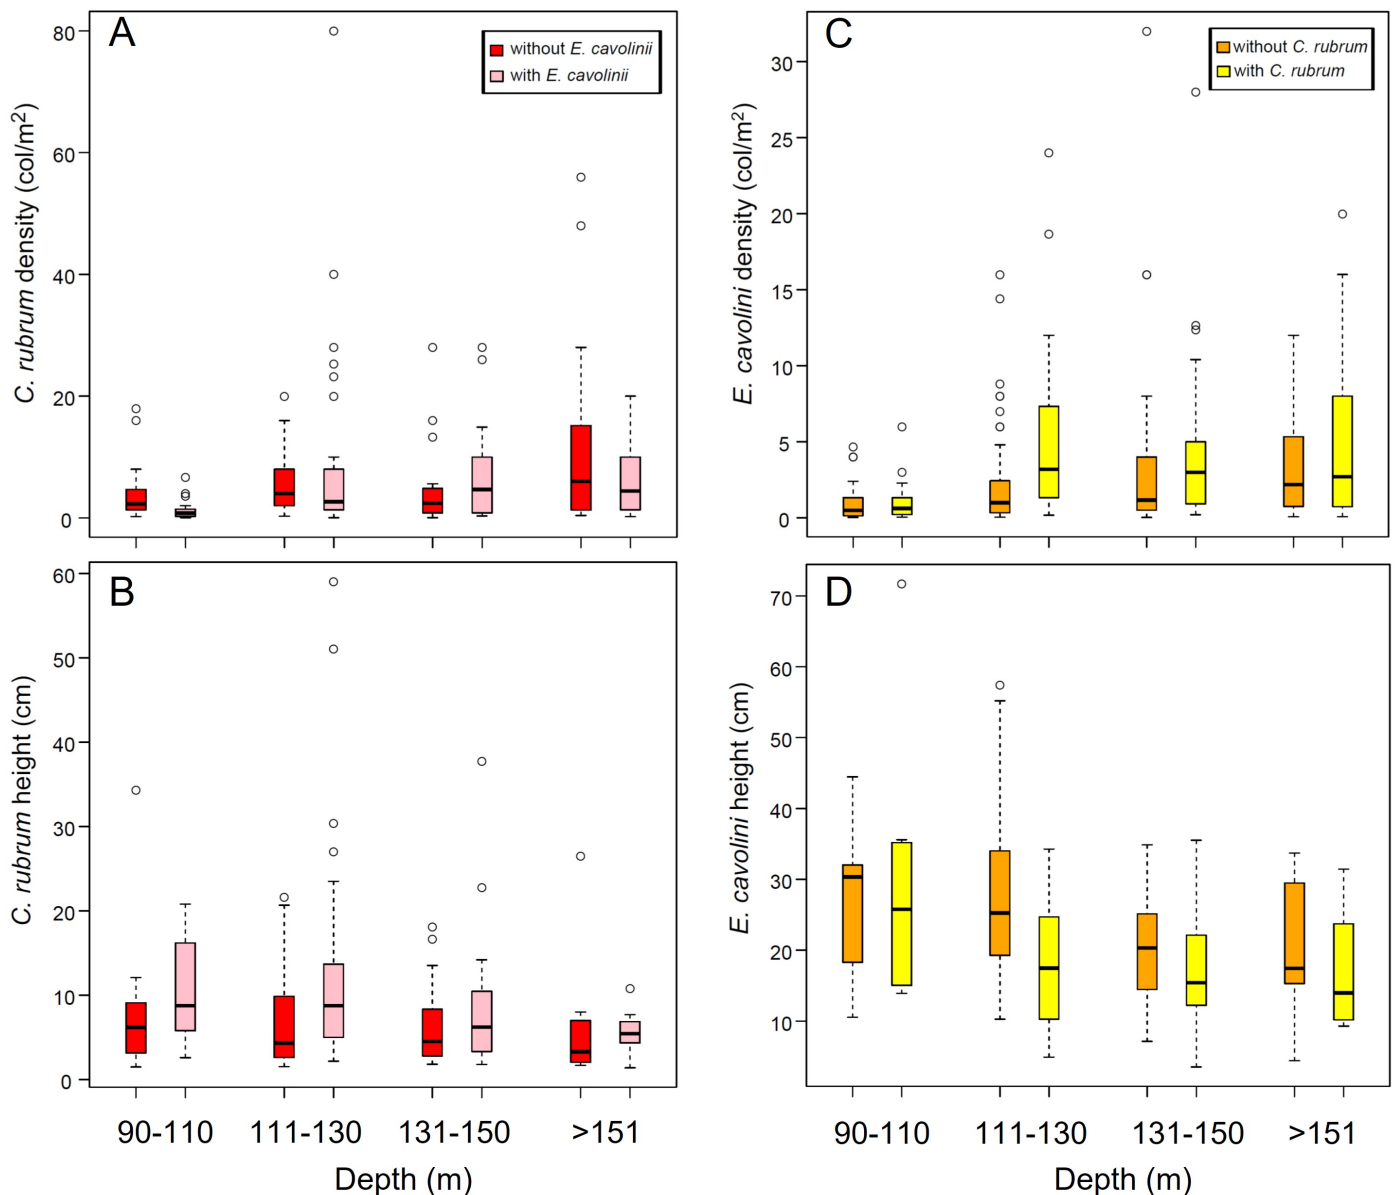 A
without E. cavolinii
with E. cavolinii
C. rubrum density (col/m²)
80
60
40
20
0
C
without C. rubrum
with C. rubrum
E. cavolini density (col/m²)
30
25
20
15
10
5
0
B
C. rubrum height (cm)
60
50
40
30
20
10
0
90-110 111-130 131-150 >151
Depth (m)
D
E. cavolini height (cm)
70
60
50
40
30
20
10
90-110 111-130 131-150 >151
Depth (m)